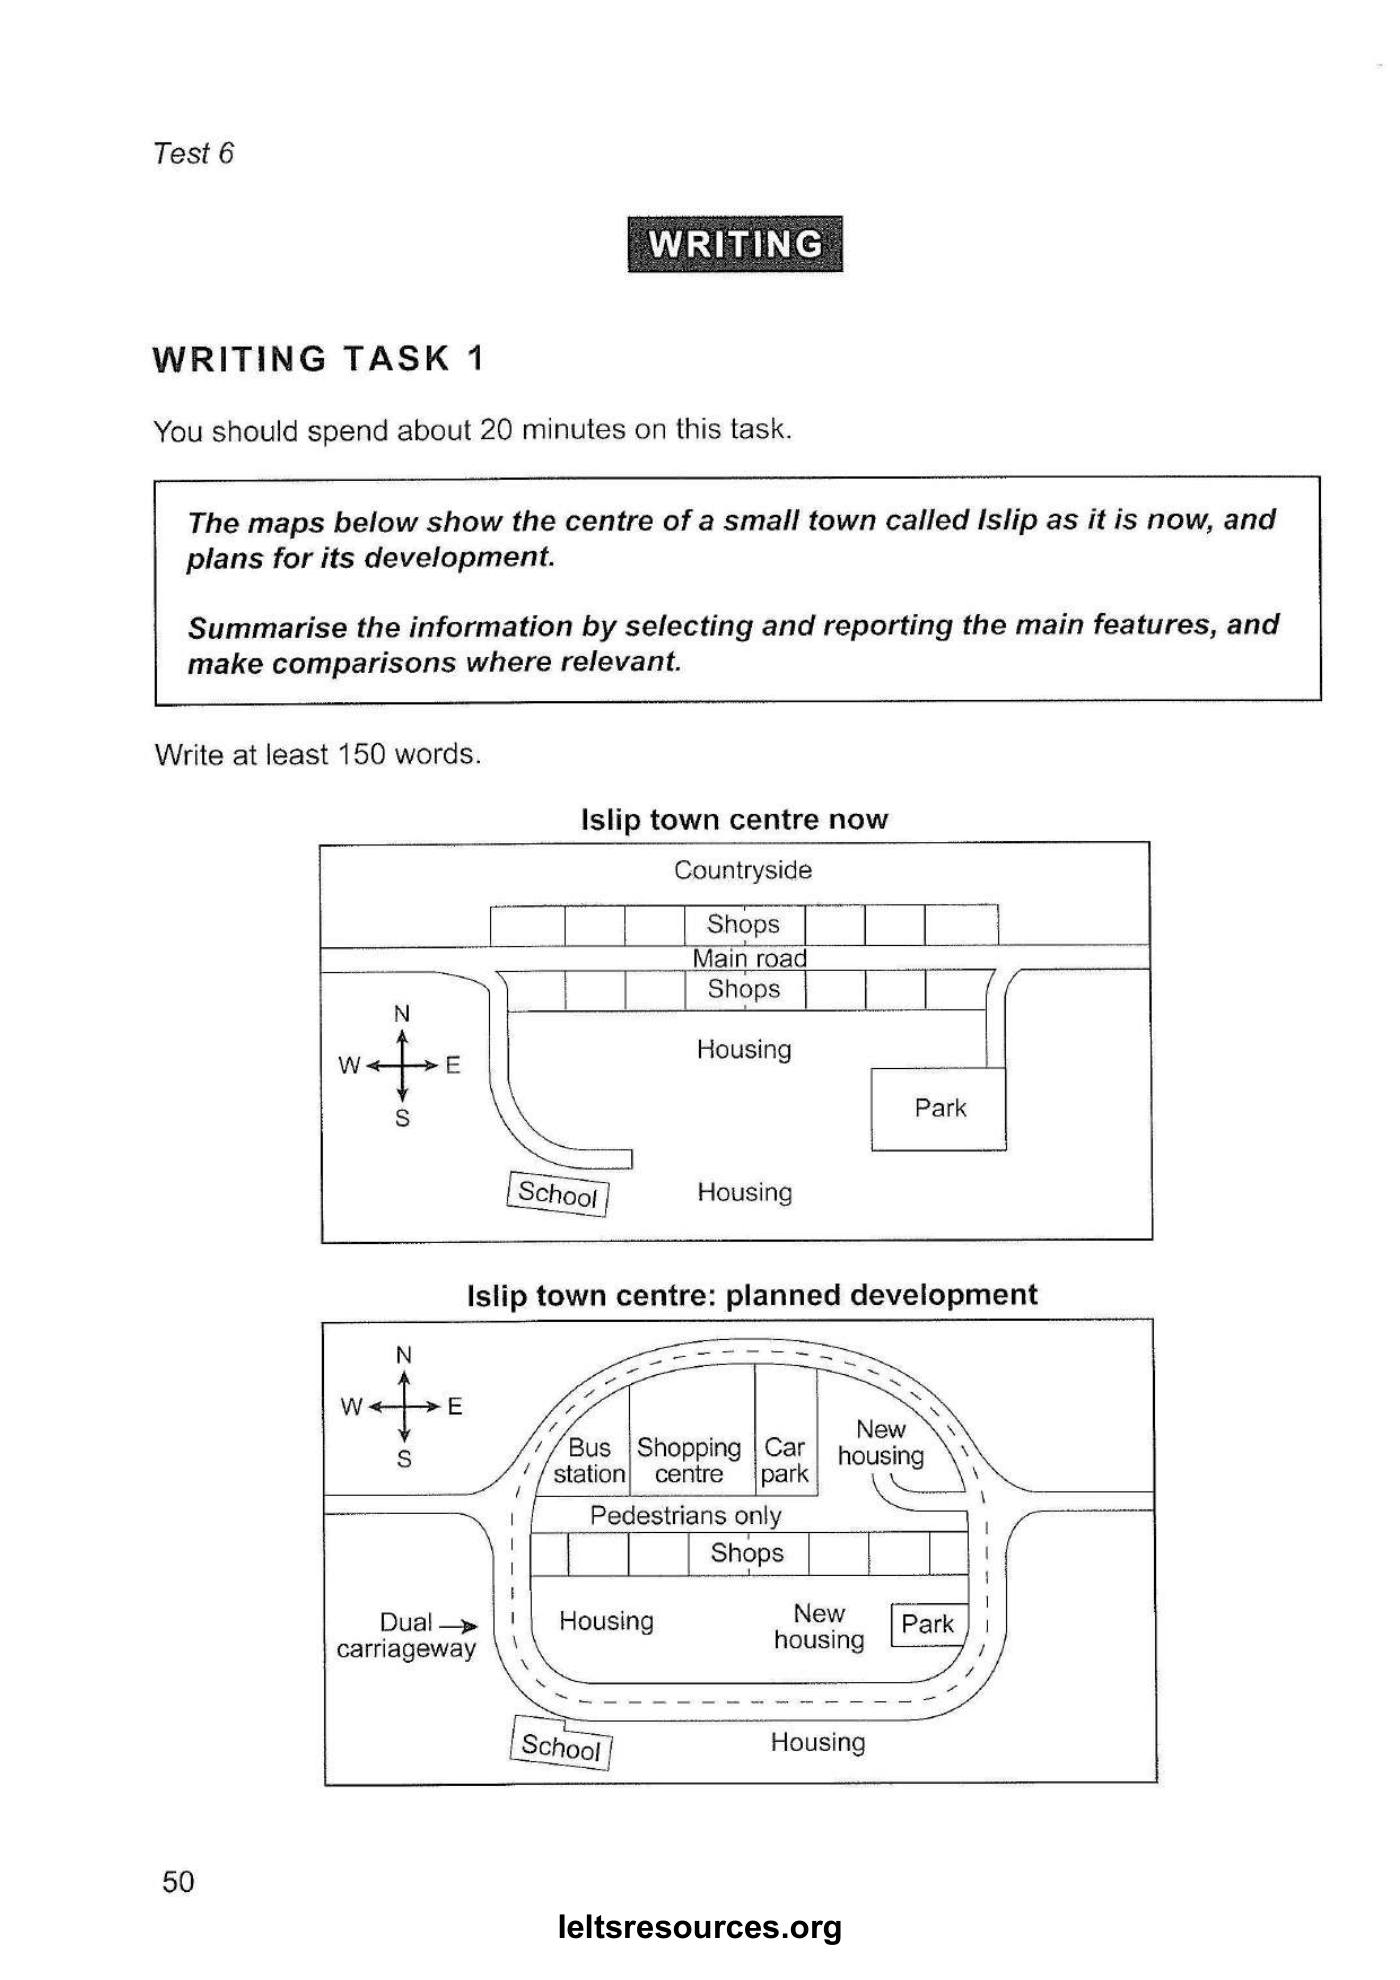 Test 6
WRITING
WRITING TASK 1
You should spend about 20 minutes on this task.
The maps below show the centre of a small town called Islip as it is now, and
plans for its development.
Summarise the information by selecting and reporting the main features, and
make comparisons where relevant.
Write at least 150 words.
Islip town centre now
Countryside
Shops
Main road
Shops
N
W E
S
Housing
Park
School
Housing
Islip town centre: planned development
N
W E
S
Bus
station
Shopping
centre
Car
park
New
housing
Pedestrians only
Shops
Dual
carriageway
Housing
New
housing
Park
School
Housing
50
Ieltsresources.org